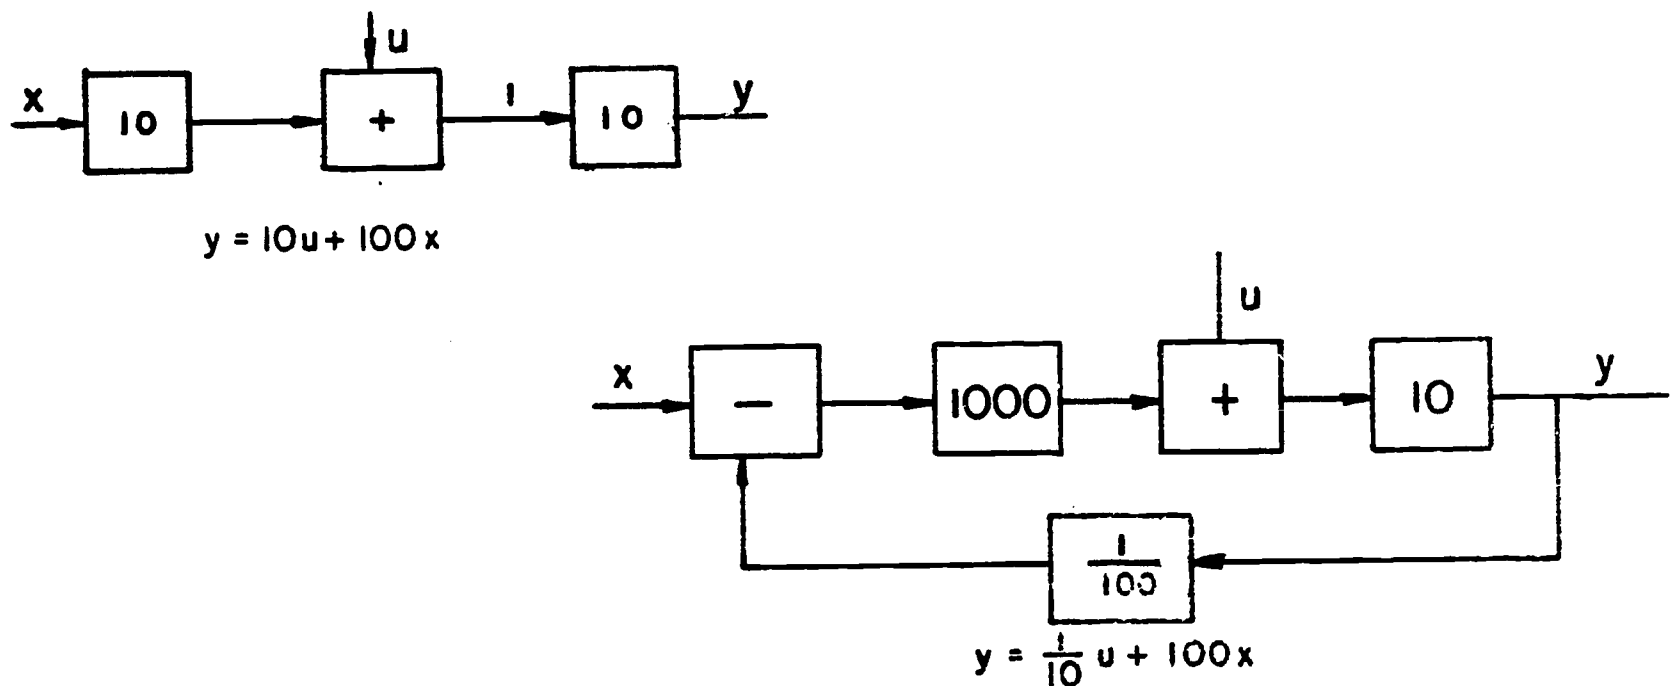 u
x 10 + 1 10 y
y = 10u + 100x
u
x − 1000 + 10 y
1/100
y = 1/10 u + 100x